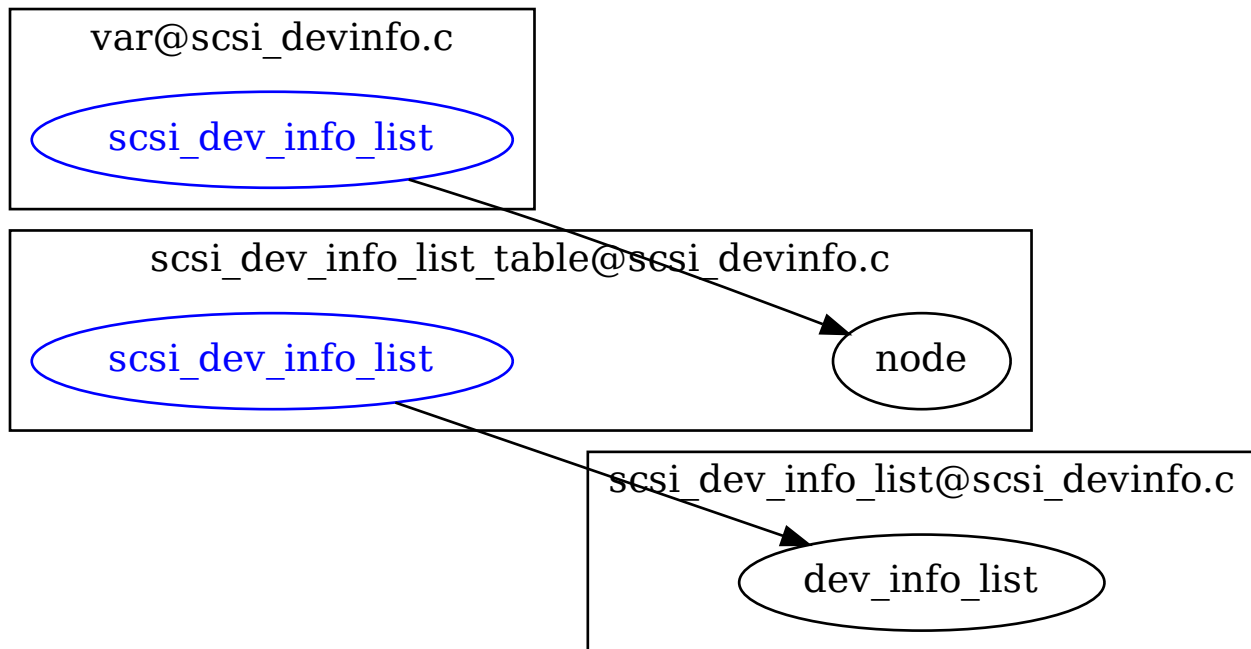 var@scsi_devinfo.c
scsi_dev_info_list
scsi_dev_info_list_table@scsi_devinfo.c
scsi_dev_info_list
node
scsi_dev_info_list@scsi_devinfo.c
dev_info_list